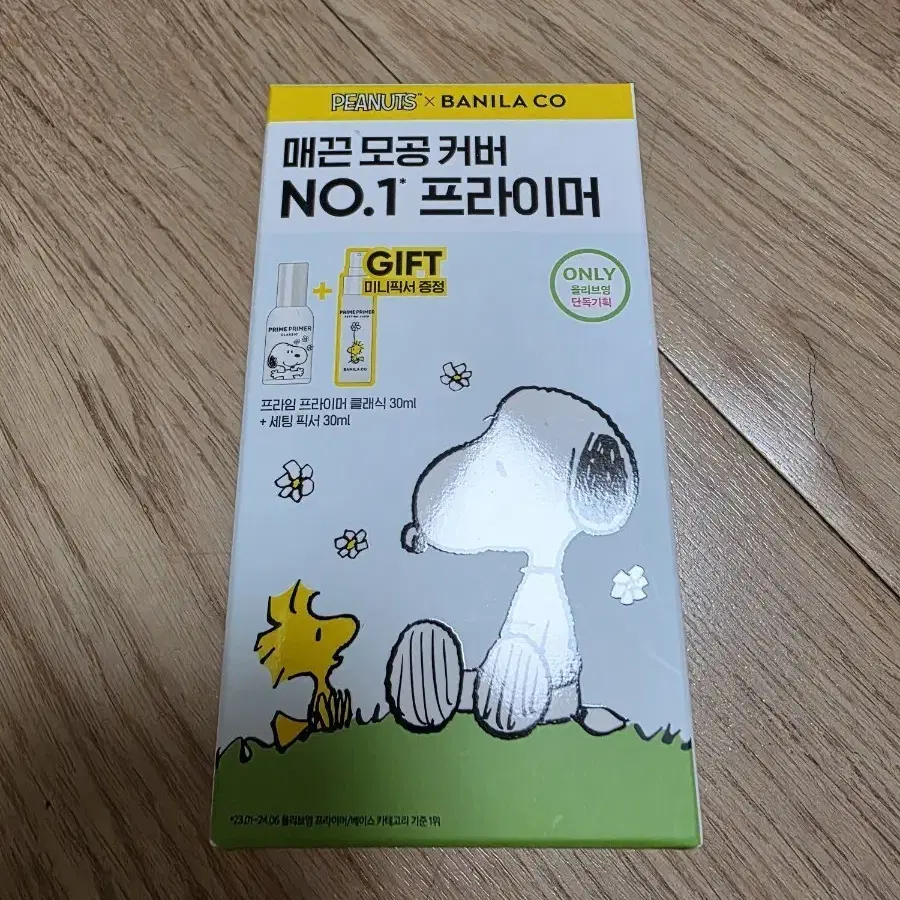 PEANUTS™ × BANILA CO
매끈 모공 커버
NO.1* 프라이머
GIFT
미니픽서 증정
+
PRIME PRIMER
CLASSIC
PRIME PRIMER
BANILA CO
ONLY
올리브영
단독기획
프라임 프라이머 클래식 30ml
+ 세팅 픽서 30ml
*23.01~24.06 올리브영 프라이머/베이스 카테고리 기준 1위